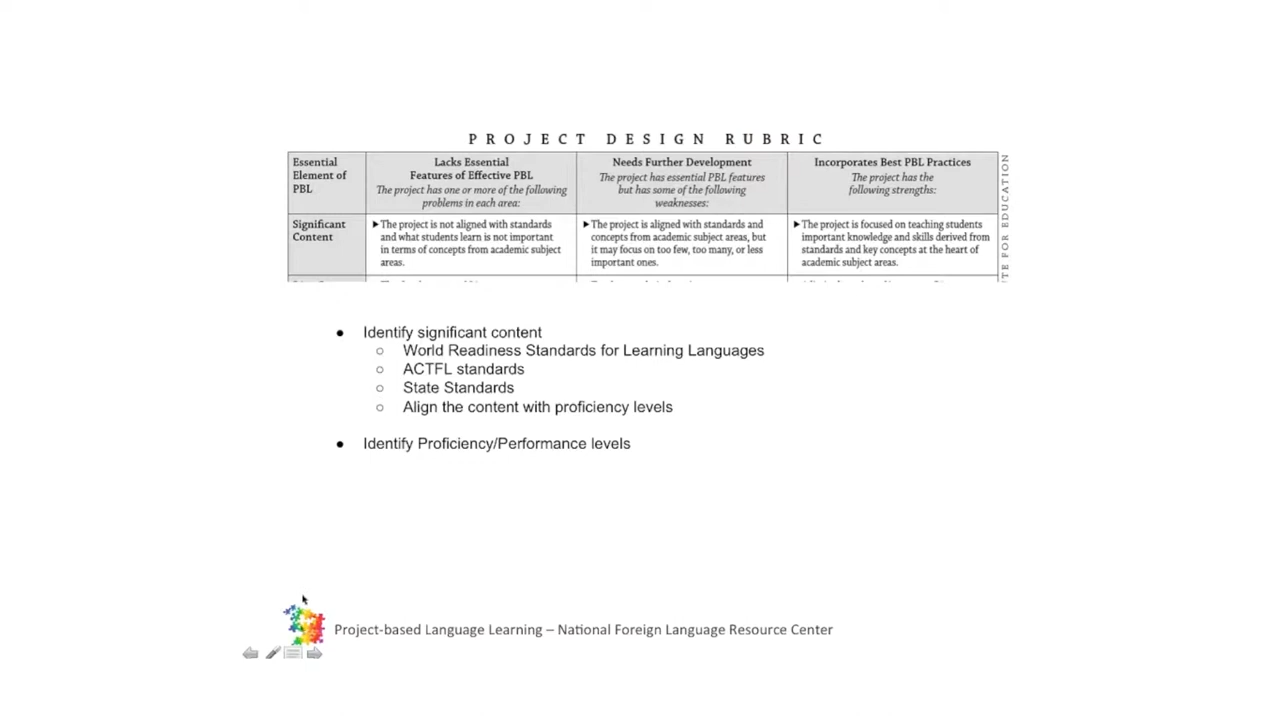 PROJECT DESIGN RUBRIC
Essential
Element of
PBL
Lacks Essential
Features of Effective PBL
The project has one or more of the following
problems in each area:
Needs Further Development
The project has essential PBL features
but has some of the following
weaknesses:
Incorporates Best PBL Practices
The project has the
following strengths:
Significant
Content
▶The project is not aligned with standards
and what students learn is not important
in terms of concepts from academic subject
areas.
▶The project is aligned with standards and
concepts from academic subject areas, but
it may focus on too few, too many, or less
important ones.
▶The project is focused on teaching students
important knowledge and skills derived from
standards and key concepts at the heart of
academic subject areas.
TE FOR EDUCATION
● Identify significant content
○ World Readiness Standards for Learning Languages
○ ACTFL standards
○ State Standards
○ Align the content with proficiency levels
● Identify Proficiency/Performance levels
Project-based Language Learning – National Foreign Language Resource Center